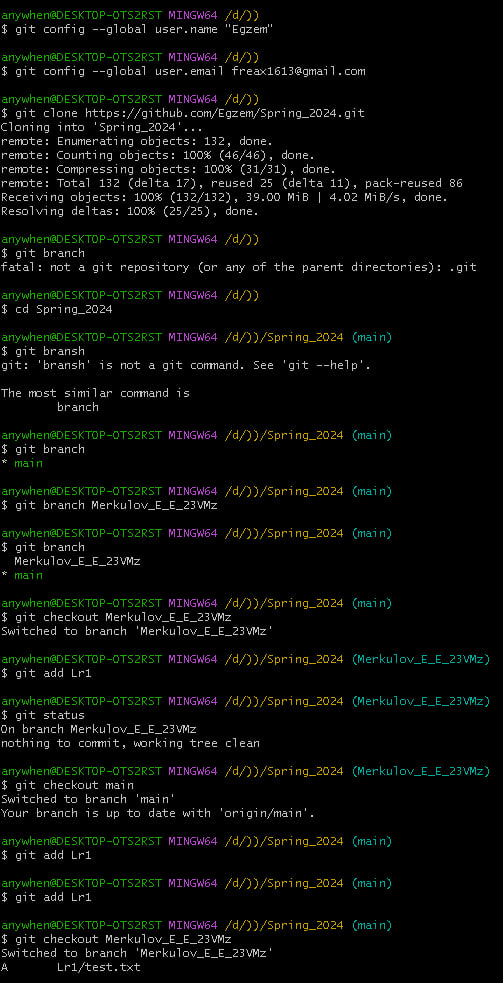 anywhen@DESKTOP-OTS2RST MINGW64 /d/))
$ git config --global user.name "Egzem"
anywhen@DESKTOP-OTS2RST MINGW64 /d/))
$ git config --global user.email freax1613@gmail.com
anywhen@DESKTOP-OTS2RST MINGW64 /d/))
$ git clone https://github.com/Egzem/Spring_2024.git
Cloning into 'Spring_2024'...
remote: Enumerating objects: 132, done.
remote: Counting objects: 100% (46/46), done.
remote: Compressing objects: 100% (31/31), done.
remote: Total 132 (delta 17), reused 25 (delta 11), pack-reused 86
Receiving objects: 100% (132/132), 39.00 MiB | 4.02 MiB/s, done.
Resolving deltas: 100% (25/25), done.
anywhen@DESKTOP-OTS2RST MINGW64 /d/))
$ git branch
fatal: not a git repository (or any of the parent directories): .git
anywhen@DESKTOP-OTS2RST MINGW64 /d/))
$ cd Spring_2024
anywhen@DESKTOP-OTS2RST MINGW64 /d/))/Spring_2024 (main)
$ git bransh
git: 'bransh' is not a git command. See 'git --help'.
The most similar command is
branch
anywhen@DESKTOP-OTS2RST MINGW64 /d/))/Spring_2024 (main)
$ git branch
* main
anywhen@DESKTOP-OTS2RST MINGW64 /d/))/Spring_2024 (main)
$ git branch Merkulov_E_E_23VMz
anywhen@DESKTOP-OTS2RST MINGW64 /d/))/Spring_2024 (main)
$ git branch
Merkulov_E_E_23VMz
* main
anywhen@DESKTOP-OTS2RST MINGW64 /d/))/Spring_2024 (main)
$ git checkout Merkulov_E_E_23VMz
Switched to branch 'Merkulov_E_E_23VMz'
anywhen@DESKTOP-OTS2RST MINGW64 /d/))/Spring_2024 (Merkulov_E_E_23VMz)
$ git add Lr1
anywhen@DESKTOP-OTS2RST MINGW64 /d/))/Spring_2024 (Merkulov_E_E_23VMz)
$ git status
On branch Merkulov_E_E_23VMz
nothing to commit, working tree clean
anywhen@DESKTOP-OTS2RST MINGW64 /d/))/Spring_2024 (Merkulov_E_E_23VMz)
$ git checkout main
Switched to branch 'main'
Your branch is up to date with 'origin/main'.
anywhen@DESKTOP-OTS2RST MINGW64 /d/))/Spring_2024 (main)
$ git add Lr1
anywhen@DESKTOP-OTS2RST MINGW64 /d/))/Spring_2024 (main)
$ git add Lr1
anywhen@DESKTOP-OTS2RST MINGW64 /d/))/Spring_2024 (main)
$ git checkout Merkulov_E_E_23VMz
Switched to branch 'Merkulov_E_E_23VMz'
A       Lr1/test.txt